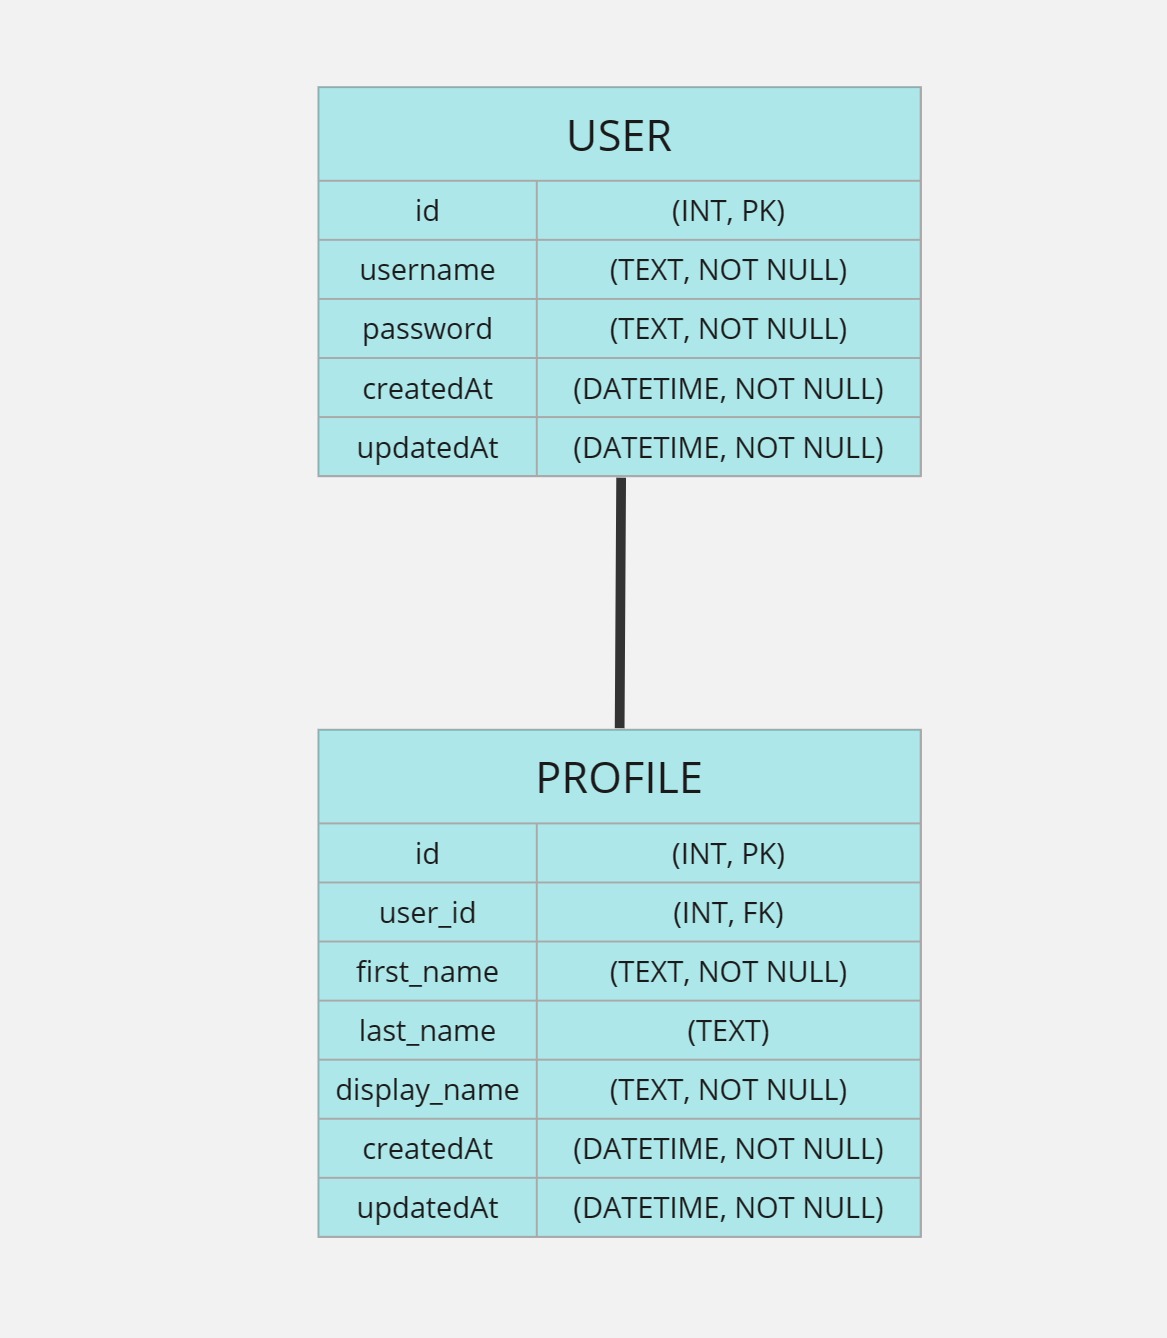 USER
id (INT, PK)
username (TEXT, NOT NULL)
password (TEXT, NOT NULL)
createdAt (DATETIME, NOT NULL)
updatedAt (DATETIME, NOT NULL)
PROFILE
id (INT, PK)
user_id (INT, FK)
first_name (TEXT, NOT NULL)
last_name (TEXT)
display_name (TEXT, NOT NULL)
createdAt (DATETIME, NOT NULL)
updatedAt (DATETIME, NOT NULL)